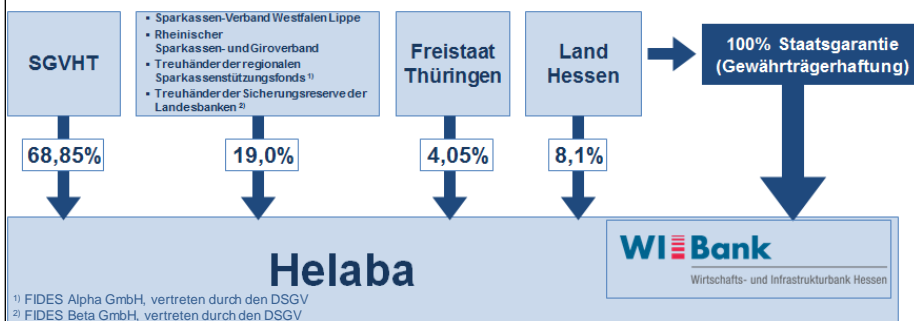 SGVHT
▪ Sparkassen-Verband Westfalen Lippe
▪ Rheinischer
Sparkassen- und Giroverband
▪ Treuhänder der regionalen
Sparkassenstützungsfonds ¹⁾
▪ Treuhänder der Sicherungsreserve der
Landesbanken ²⁾
Freistaat
Thüringen
Land
Hessen
100% Staatsgarantie
(Gewährträgerhaftung)
68,85%
19,0%
4,05%
8,1%
Helaba
WIBank
Wirtschafts- und Infrastrukturbank Hessen
¹⁾ FIDES Alpha GmbH, vertreten durch den DSGV
²⁾ FIDES Beta GmbH, vertreten durch den DSGV